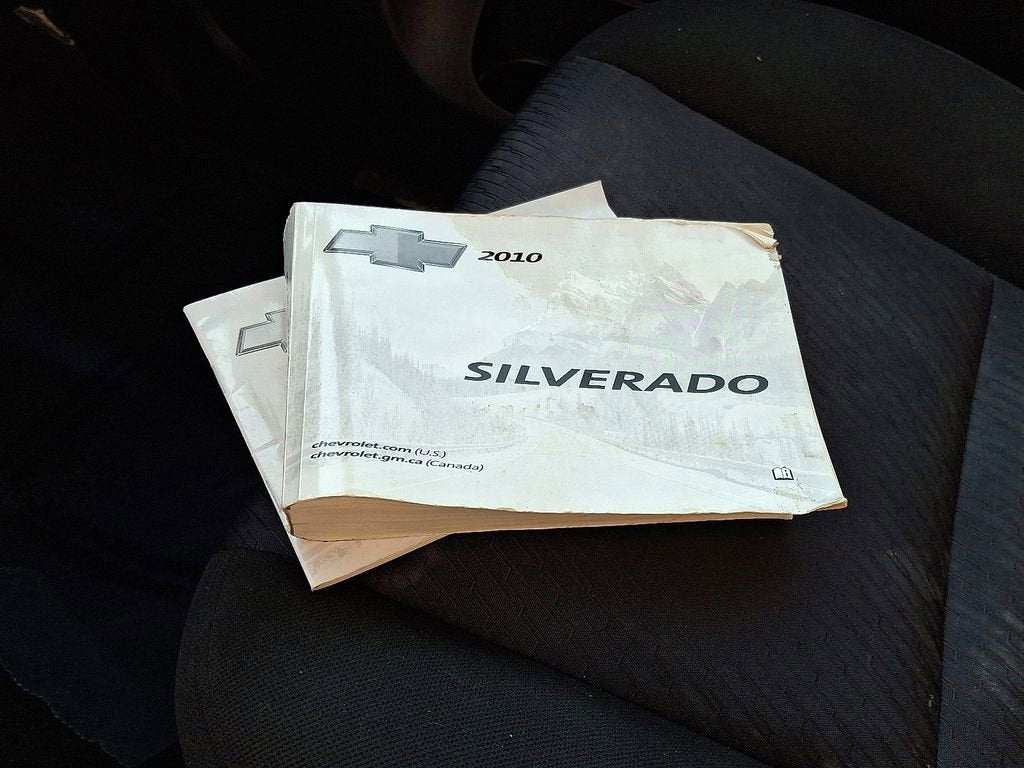 2010
SILVERADO
chevrolet.com (U.S.)
chevrolet.gm.ca (Canada)